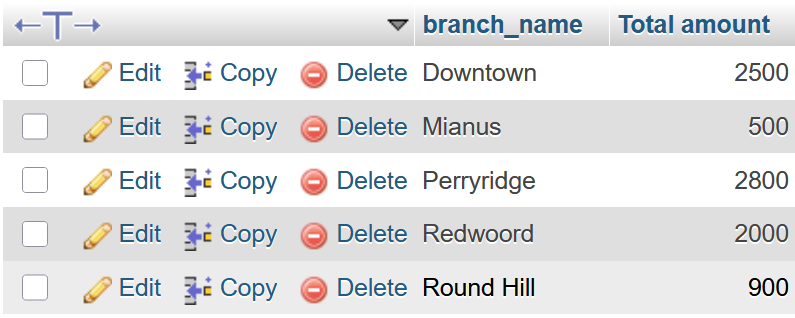 branch_name Total amount
Edit Copy Delete Downtown 2500
Edit Copy Delete Mianus 500
Edit Copy Delete Perryridge 2800
Edit Copy Delete Redwoord 2000
Edit Copy Delete Round Hill 900